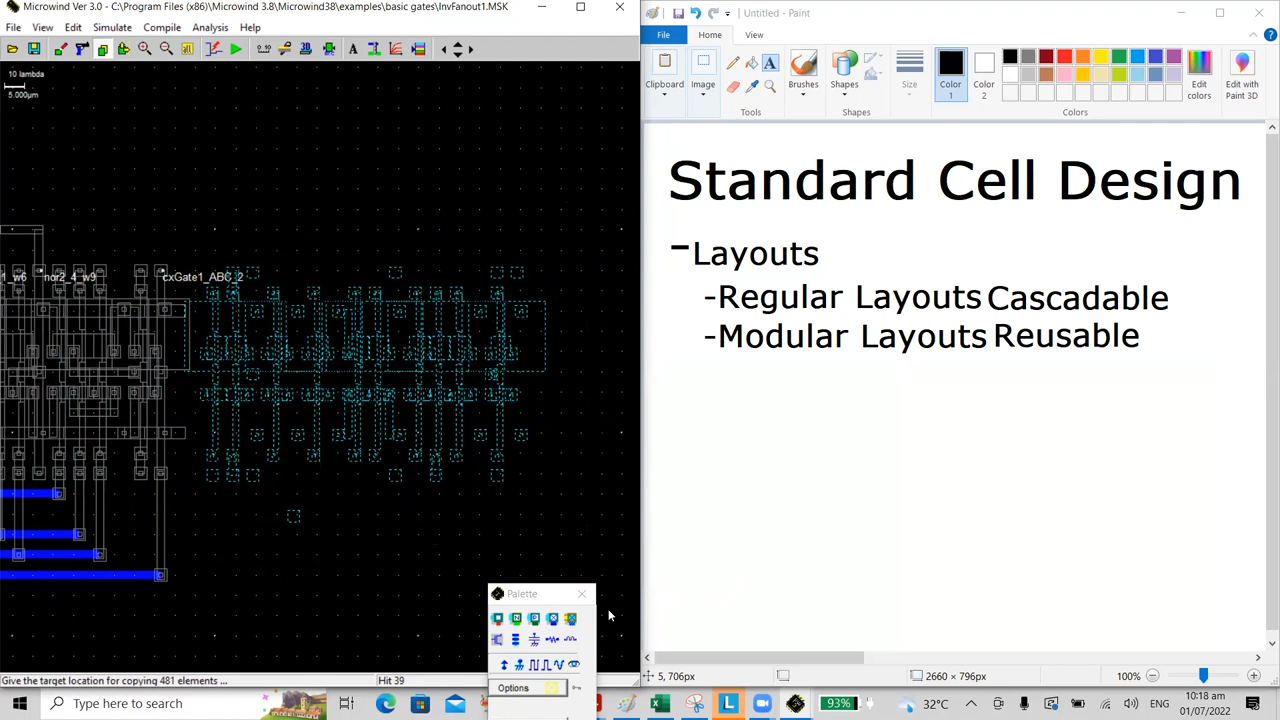 Microwind Ver 3.0 - C:\Program Files (x86)\Microwind 3.8\Microwind38\examples\basic gates\InvFanout1.MSK
File View Edit Simulate Compile Analysis Help
10 lambda
5.000µm
1_w6 nor2_4_w9 cxGate1_ABC_2
Palette
Options
Give the target location for copying 481 elements ... Hit 39
Untitled - Paint
File Home View
Clipboard Image Brushes Shapes Size Color 1 Color 2 Edit colors Edit with Paint 3D
Tools Shapes Colors
Standard Cell Design
-Layouts
-Regular Layouts Cascadable
-Modular Layouts Reusable
5, 706px 2660 × 796px 100%
Type here to search
93% 32°C ENG 10:18 am
01/07/2022